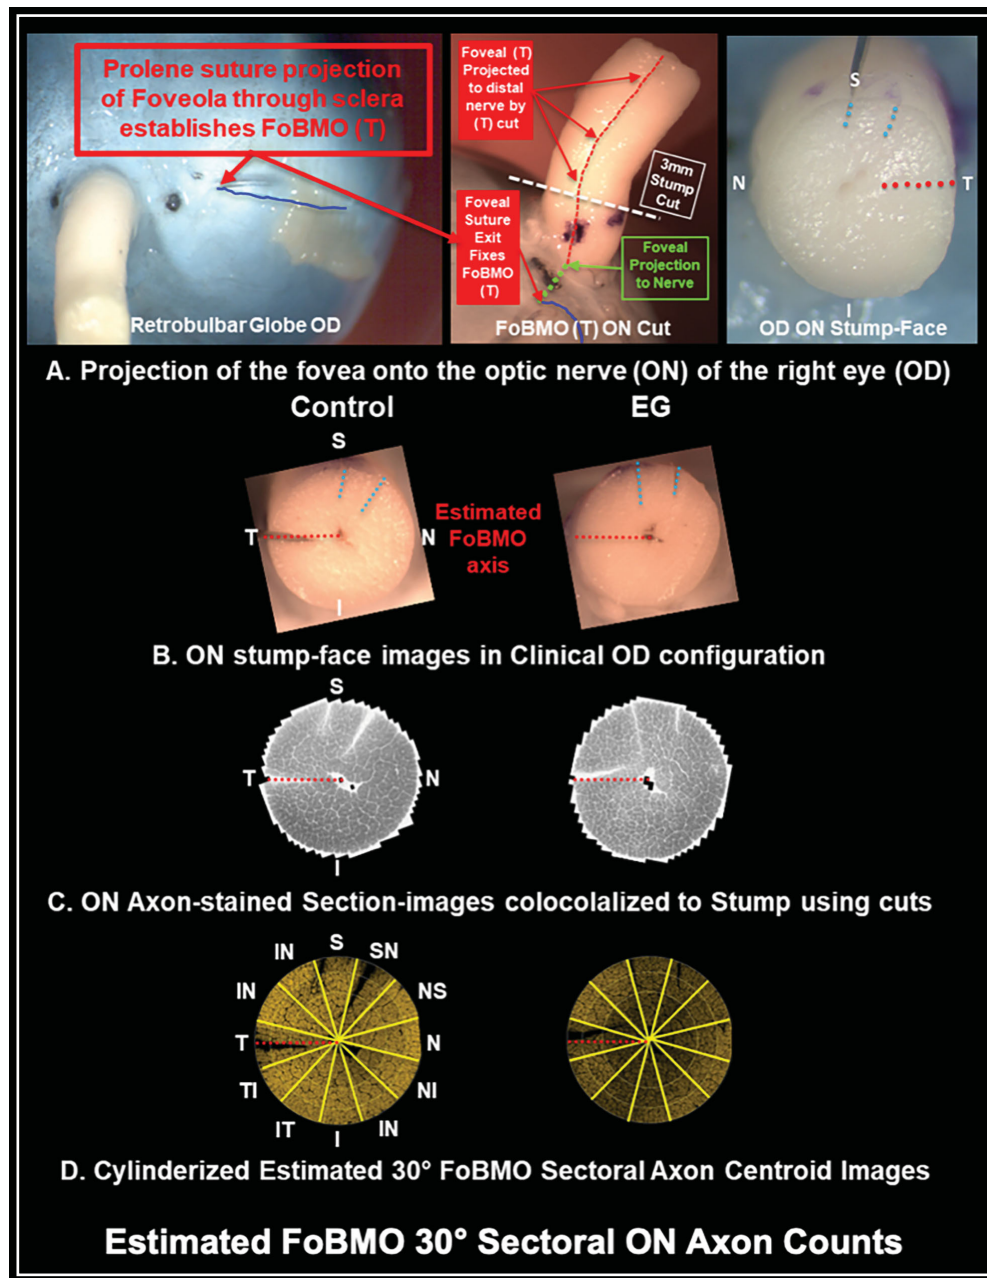 Prolene suture projection
of Foveola through sclera
establishes FoBMO (T)
Retrobulbar Globe OD
Foveal (T)
Projected
to distal
nerve by
(T) cut
3mm
Stump
Cut
Foveal
Suture
Exit
Fixes
FoBMO
(T)
Foveal
Projection
to Nerve
FoBMO (T) ON Cut
S
N
T
I
OD ON Stump-Face
A. Projection of the fovea onto the optic nerve (ON) of the right eye (OD)
Control
EG
S
T
N
I
Estimated
FoBMO
axis
B. ON stump-face images in Clinical OD configuration
S
T
N
I
C. ON Axon-stained Section-images colocolalized to Stump using cuts
IN
S
SN
IN
NS
T
N
TI
NI
IT
I
IN
D. Cylinderized Estimated 30° FoBMO Sectoral Axon Centroid Images
Estimated FoBMO 30° Sectoral ON Axon Counts